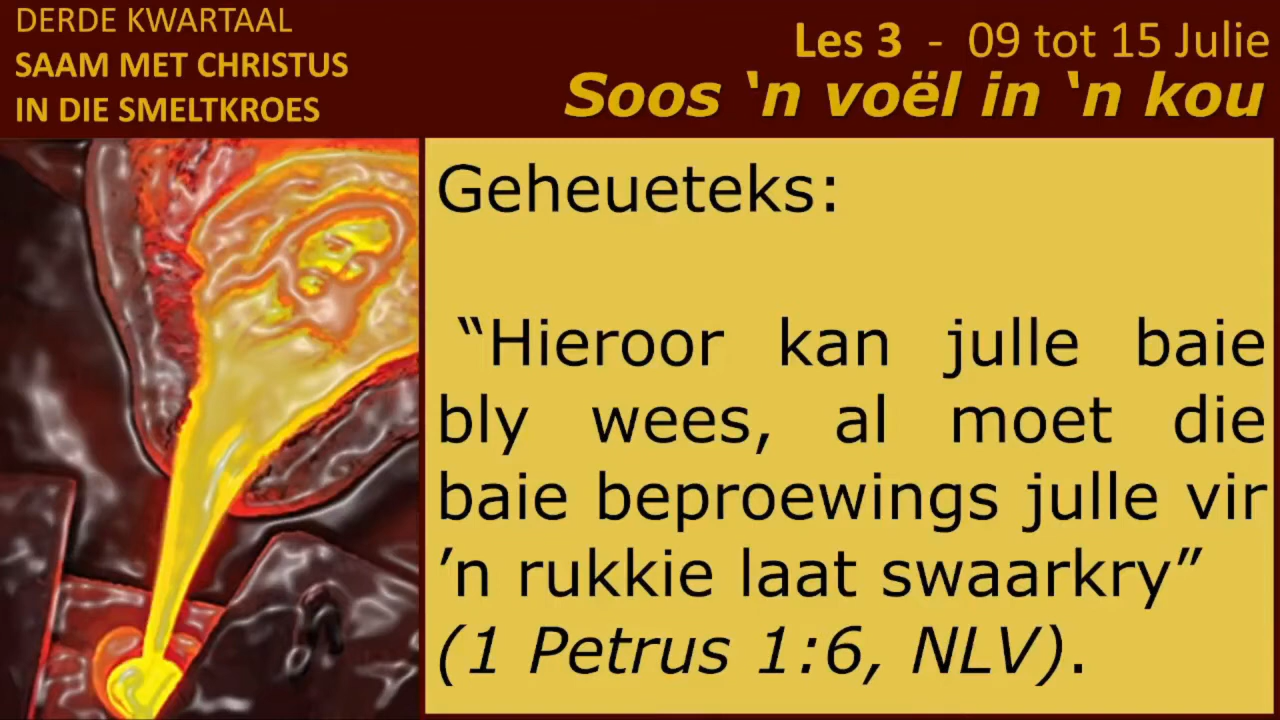 DERDE KWARTAAL
SAAM MET CHRISTUS
IN DIE SMELTKROES
Les 3 - 09 tot 15 Julie
Soos ‘n voël in ‘n kou
Geheueteks:
“Hieroor kan julle baie
bly wees, al moet die
baie beproewings julle vir
’n rukkie laat swaarkry”
(1 Petrus 1:6, NLV).